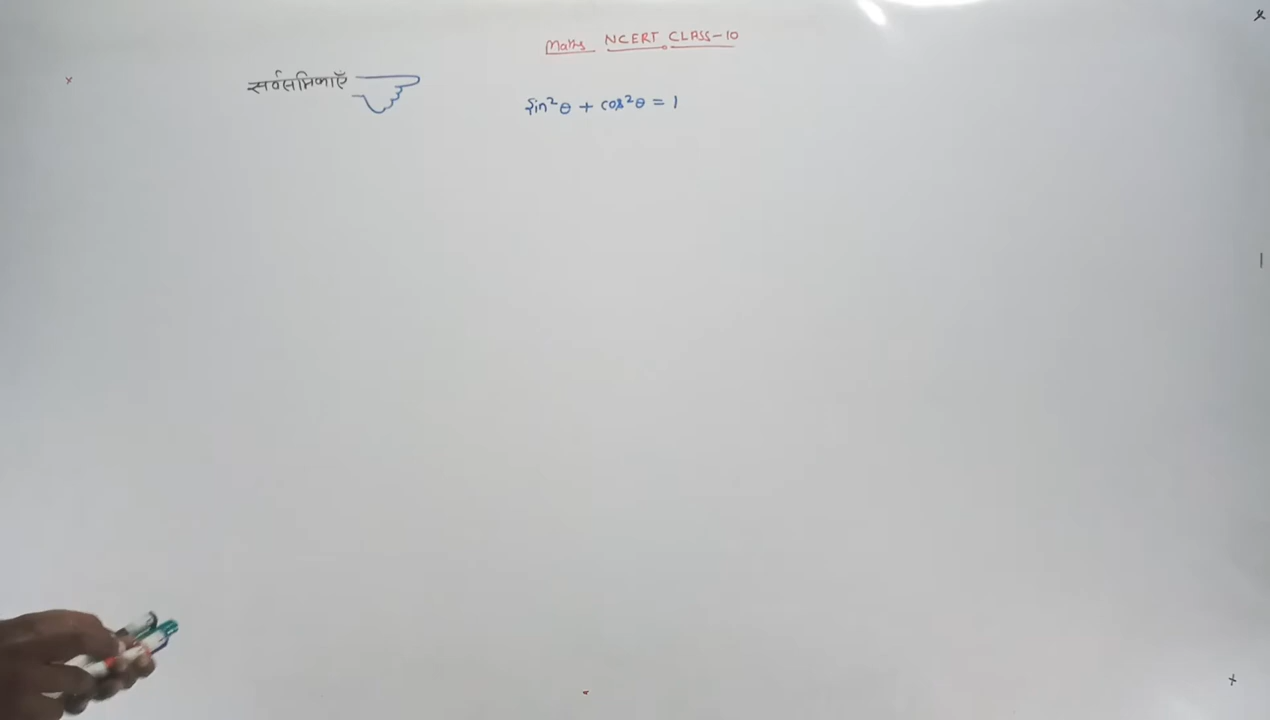 Maths NCERT CLASS-10
सर्वसमिकाएँ
sin²θ + cos²θ = 1